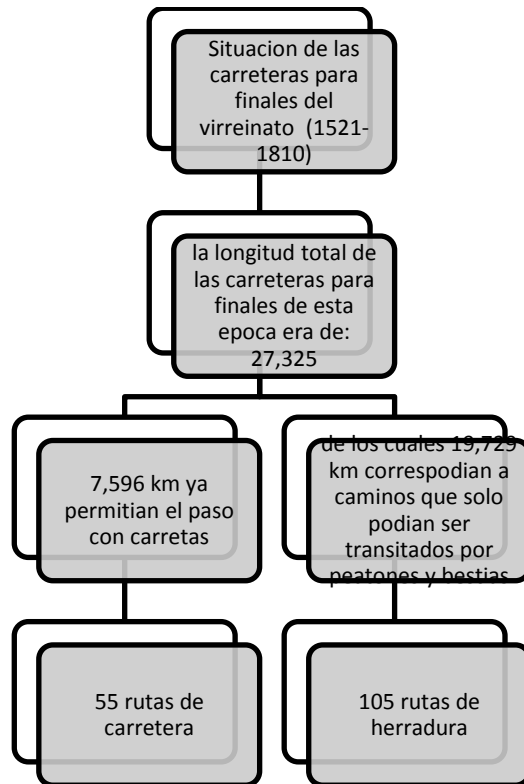 Situacion de las
carreteras para
finales del
virreinato (1521-
1810)
la longitud total de
las carreteras para
finales de esta
epoca era de:
27,325
7,596 km ya
permitian el paso
con carretas
de los cuales 19,729
km correspodian a
caminos que solo
podian ser
transitados por
peatones y bestias
55 rutas de
carretera
105 rutas de
herradura